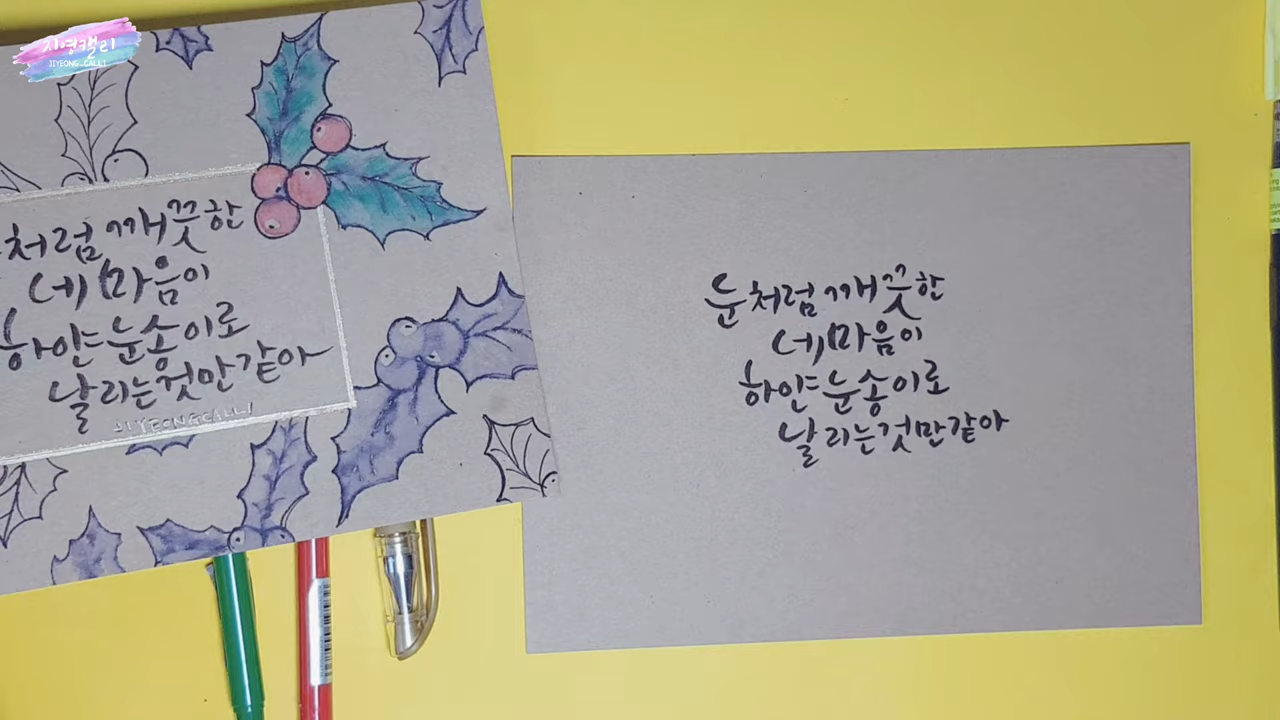 지영캘리
JIYEONG CALLI
처럼 깨끗한
네 마음이
하얀 눈송이로
날리는 것만 같아
JIYEONGCALLI
눈처럼 깨끗한
네 마음이
하얀 눈송이로
날리는 것만 같아